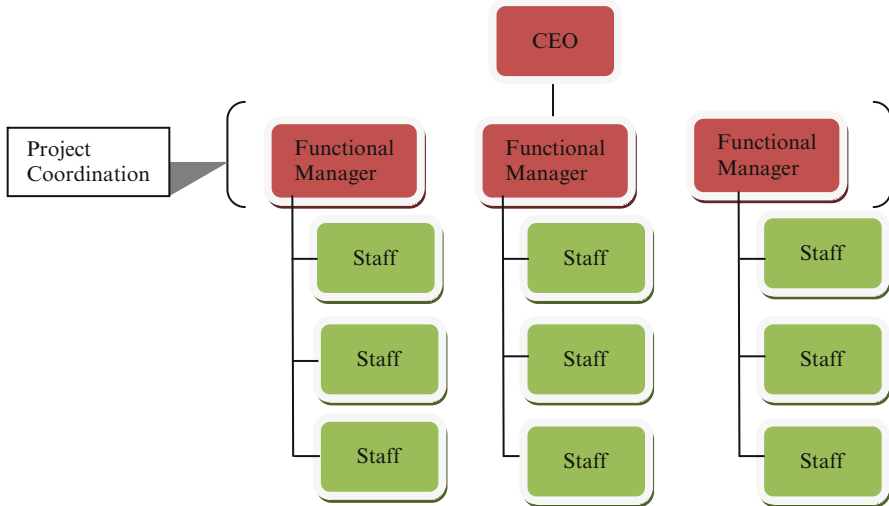 CEO
Project
Coordination
Functional
Manager
Functional
Manager
Functional
Manager
Staff
Staff
Staff
Staff
Staff
Staff
Staff
Staff
Staff